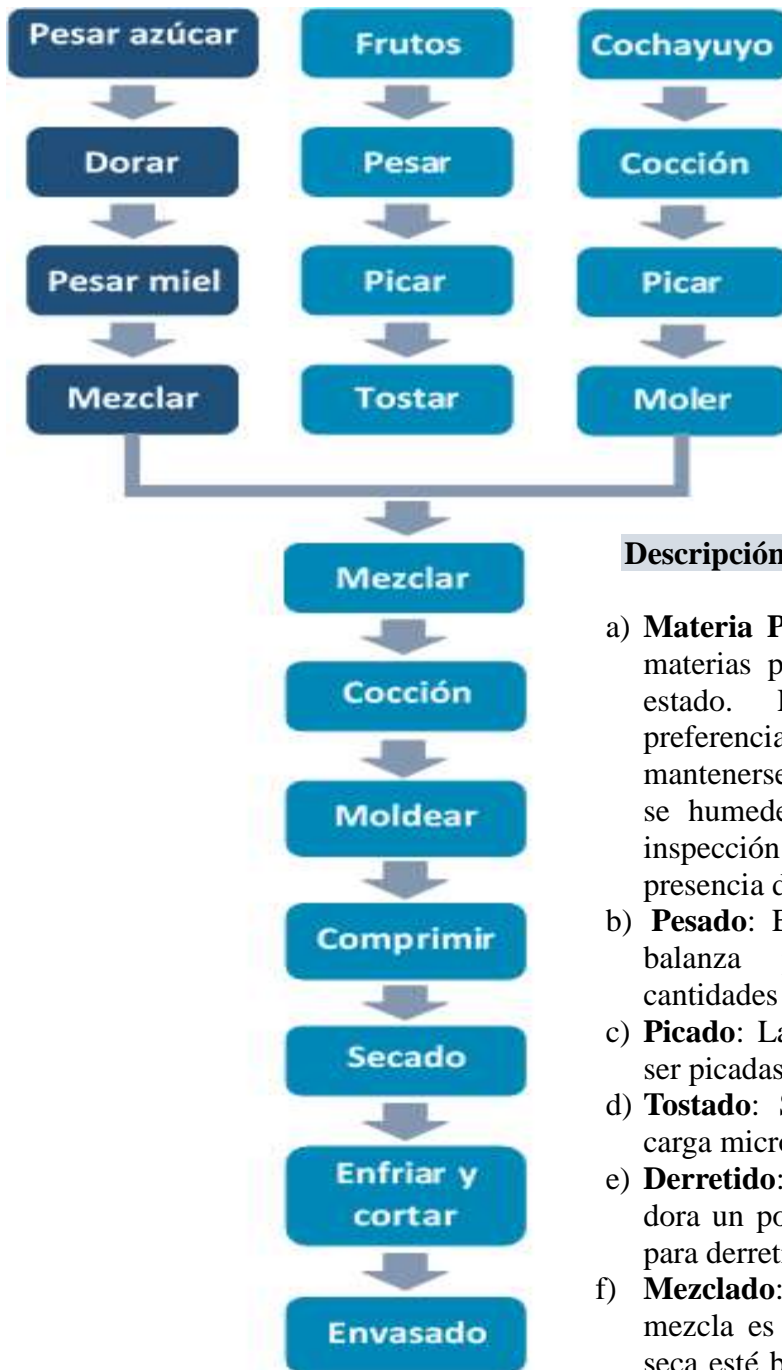 Pesar azúcar
Dorar
Pesar miel
Mezclar
Frutos
Pesar
Picar
Tostar
Cochayuyo
Cocción
Picar
Moler
Mezclar
Cocción
Moldear
Comprimir
Secado
Enfriar y
cortar
Envasado
Descripción
a) Materia P
materias p
estado.
preferencia
mantenerse
se humede
inspección
presencia d
b) Pesado: E
balanza
cantidades
c) Picado: La
ser picadas
d) Tostado:
carga micr
e) Derretido:
dora un po
para derret
f) Mezclado:
mezcla es
seca esté b